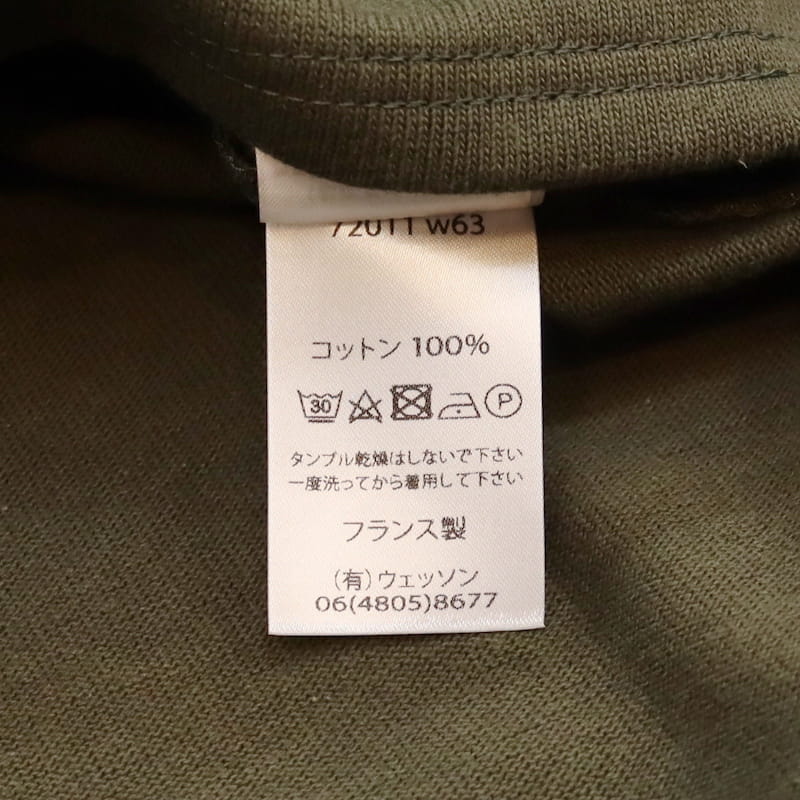 72011 w63
コットン 100%
30 P
タンブル乾燥はしないで下さい
一度洗ってから着用して下さい
フランス製
(有)ウェッソン
06(4805)8677